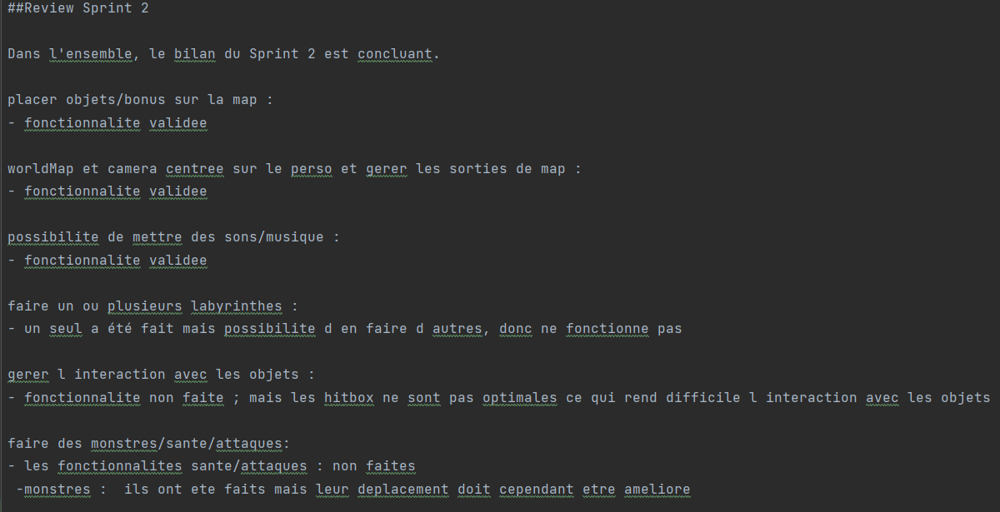 ##Review Sprint 2
Dans l'ensemble, le bilan du Sprint 2 est concluant.
placer objets/bonus sur la map :
- fonctionnalite validee
worldMap et camera centree sur le perso et gerer les sorties de map :
- fonctionnalite validee
possibilite de mettre des sons/musique :
- fonctionnalite validee
faire un ou plusieurs labyrinthes :
- un seul a été fait mais possibilite d en faire d autres, donc ne fonctionne pas
gerer l interaction avec les objets :
- fonctionnalite non faite ; mais les hitbox ne sont pas optimales ce qui rend difficile l interaction avec les objets
faire des monstres/sante/attaques:
- les fonctionnalites sante/attaques : non faites
-monstres :  ils ont ete faits mais leur deplacement doit cependant etre ameliore